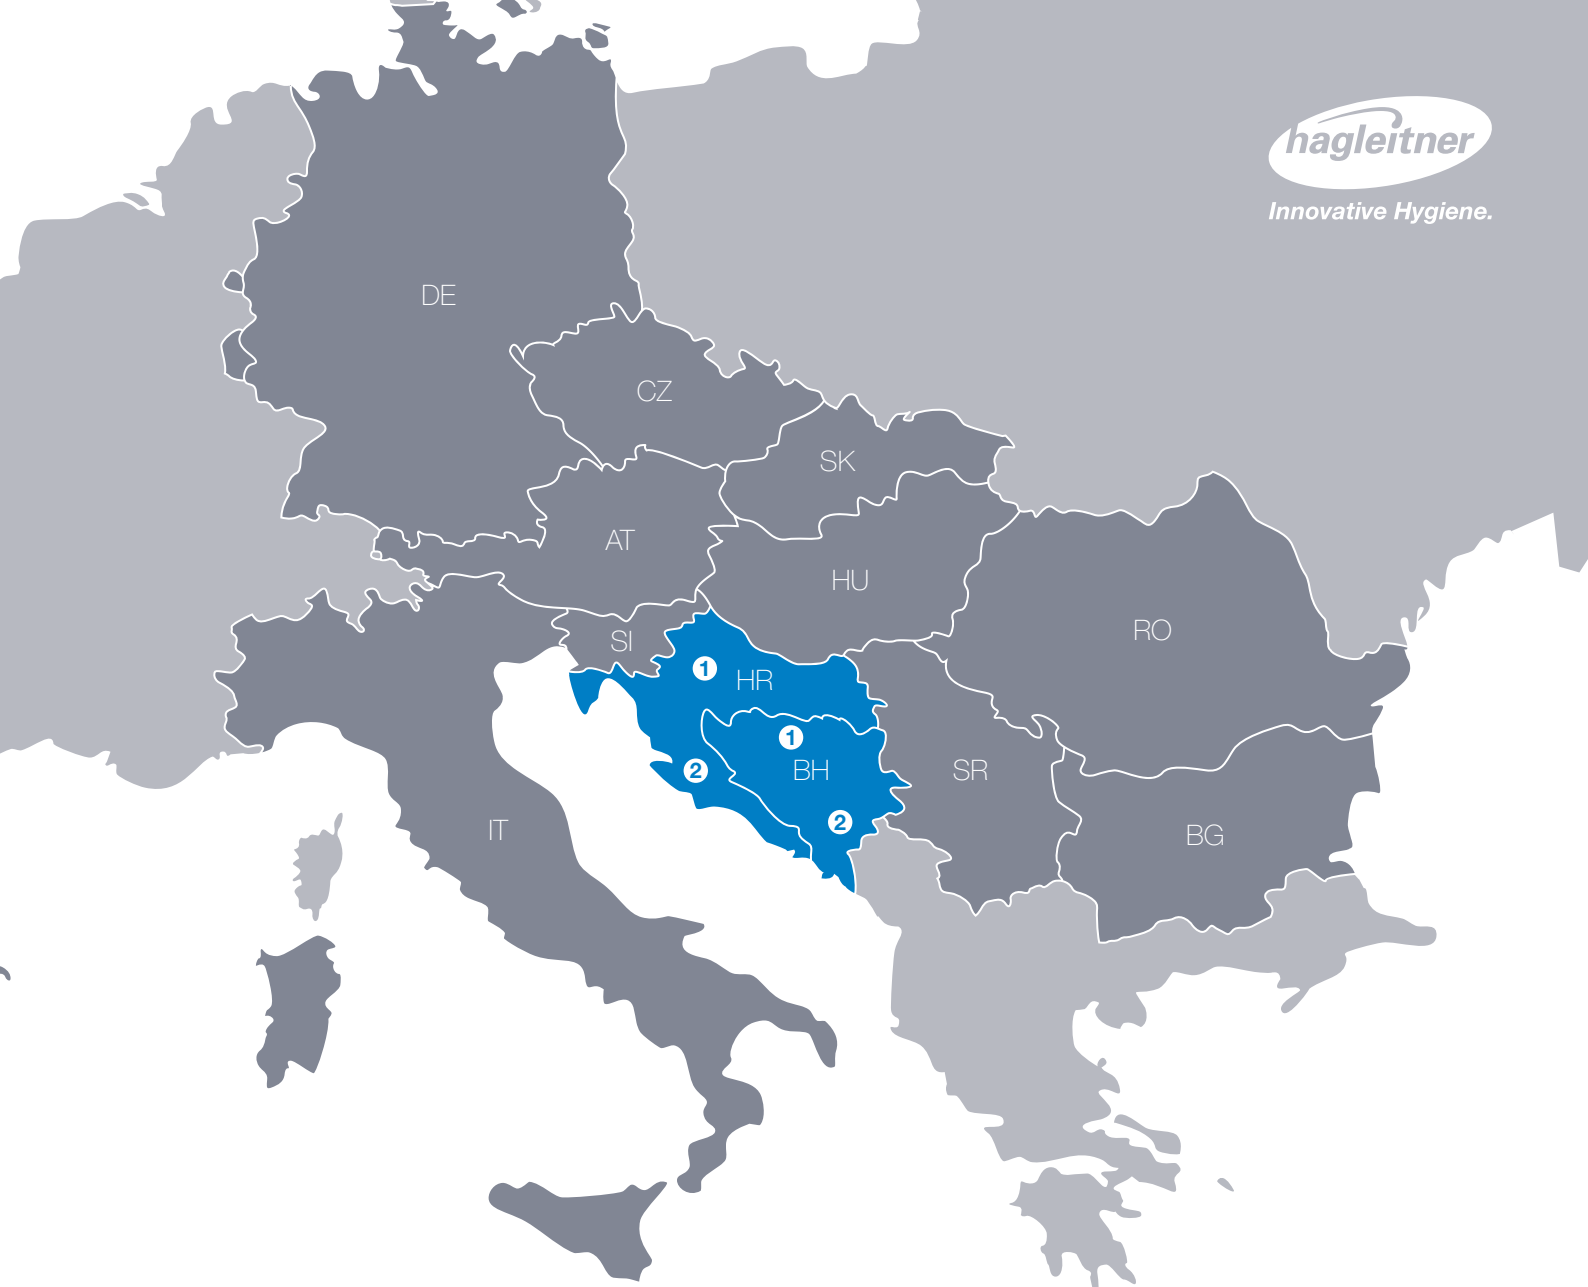 hagleitner
Innovative Hygiene.
DE
CZ
SK
AT
HU
RO
SI
1
HR
1
2
BH
SR
2
IT
BG